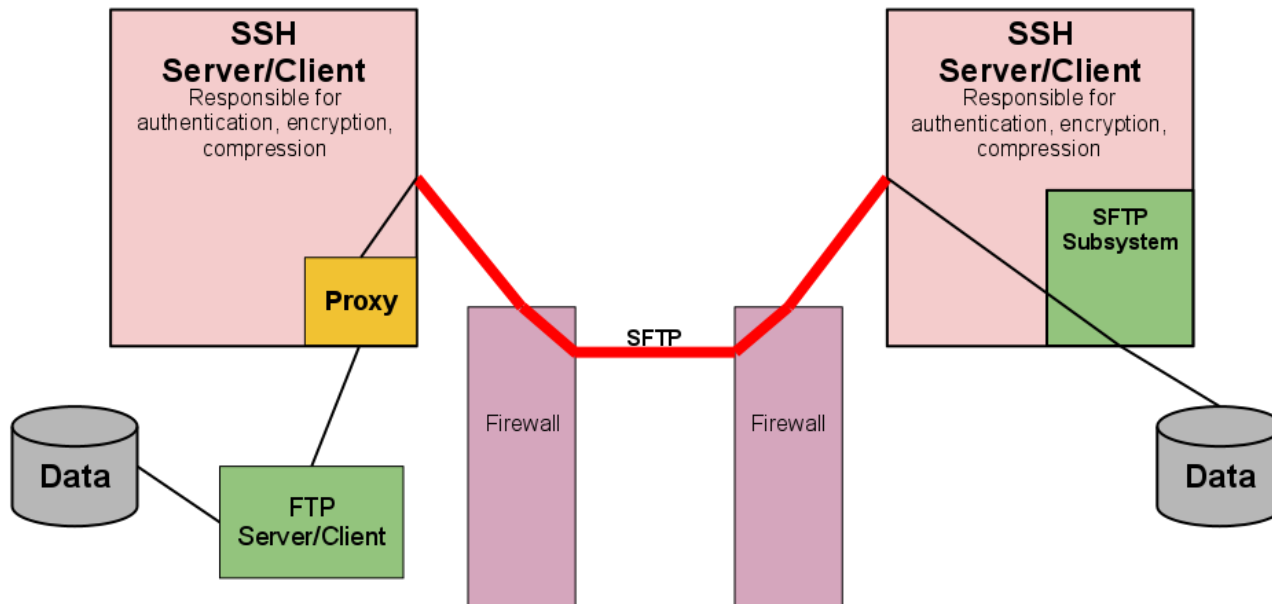 SSH
Server/Client
Responsible for
authentication, encryption,
compression
Proxy
SSH
Server/Client
Responsible for
authentication, encryption,
compression
SFTP
Subsystem
SFTP
Firewall
Firewall
Data
FTP
Server/Client
Data